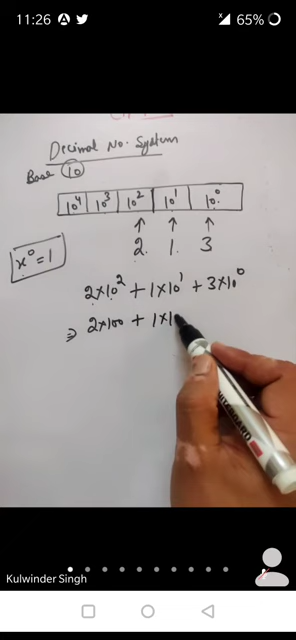 11:26
65%
Decimal No. System
Base 10
10⁴ 10³ 10² 10¹ 10⁰
x⁰=1
2. 1. 3
2×10² + 1×10¹ + 3×10⁰
⇒ 2×100 + 1×1
Kulwinder Singh